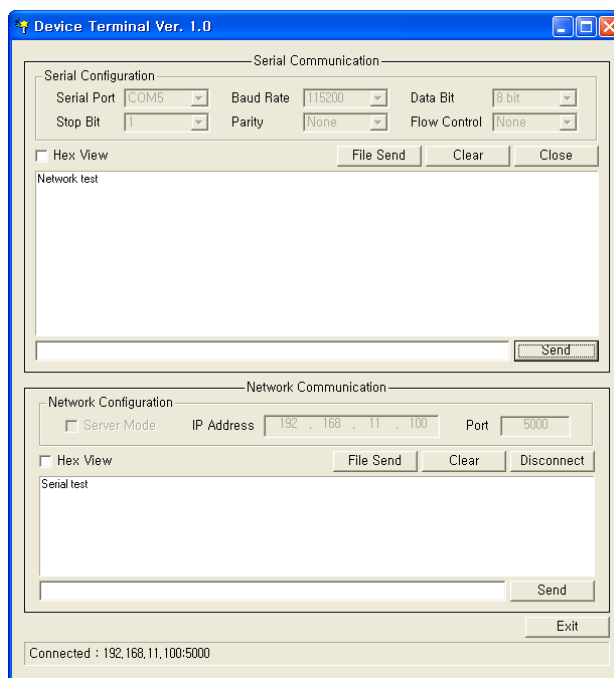 Device Terminal Ver. 1.0
Serial Communication
Serial Configuration
Serial Port COM5 Baud Rate 115200 Data Bit 8 bit
Stop Bit 1 Parity None Flow Control None
Hex View File Send Clear Close
Network test
Send
Network Communication
Network Configuration
Server Mode IP Address 192 . 168 . 11 . 100 Port 5000
Hex View File Send Clear Disconnect
Serial test
Send
Exit
Connected : 192,168,11,100:5000